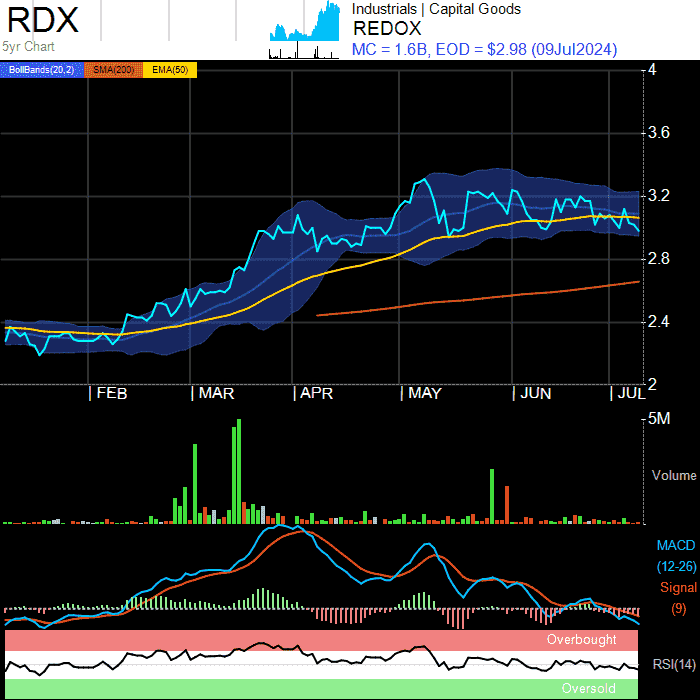 RDX
5yr Chart
Industrials | Capital Goods
REDOX
MC = 1.6B, EOD = $2.98 (09Jul2024)
BollBands(20,2) SMA(200) EMA(50)
4
3.6
3.2
2.8
2.4
2
| FEB | MAR | APR | MAY | JUN | JUL
5M
Volume
MACD
(12-26)
Signal
(9)
Overbought
RSI(14)
Oversold